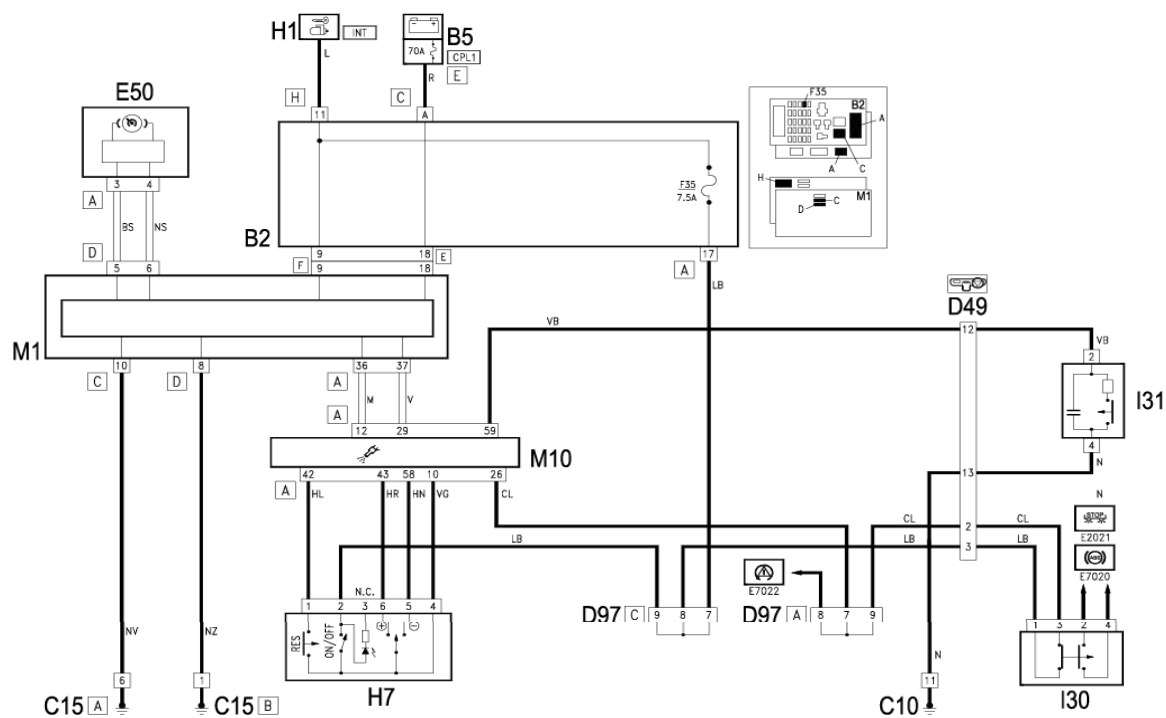 H1
INT
L
B5
70A
CPL1
E
R
E50
H
C
11
A
F35
B2
A
A
C
H
M1
C
D
3
4
A
BS
NS
F35
7.5A
B2
D
5
6
9
18
F
E
9
18
17
A
LB
D49
M1
VB
12
VB
2
10
8
36
37
C
D
A
M
V
A
12
29
59
I31
4
M10
N
42
43
58
10
26
A
HL
HR
HN
VG
CL
13
N
STOP
E2021
CL
2
CL
LB
LB
3
LB
ABS
E7020
E7022
N.C.
1
2
3
6
5
4
D97
C
9
8
7
D97
A
8
7
9
1
3
2
4
RES
ON/OFF
NV
NZ
N
H7
I30
6
1
11
C15
A
C15
B
C10